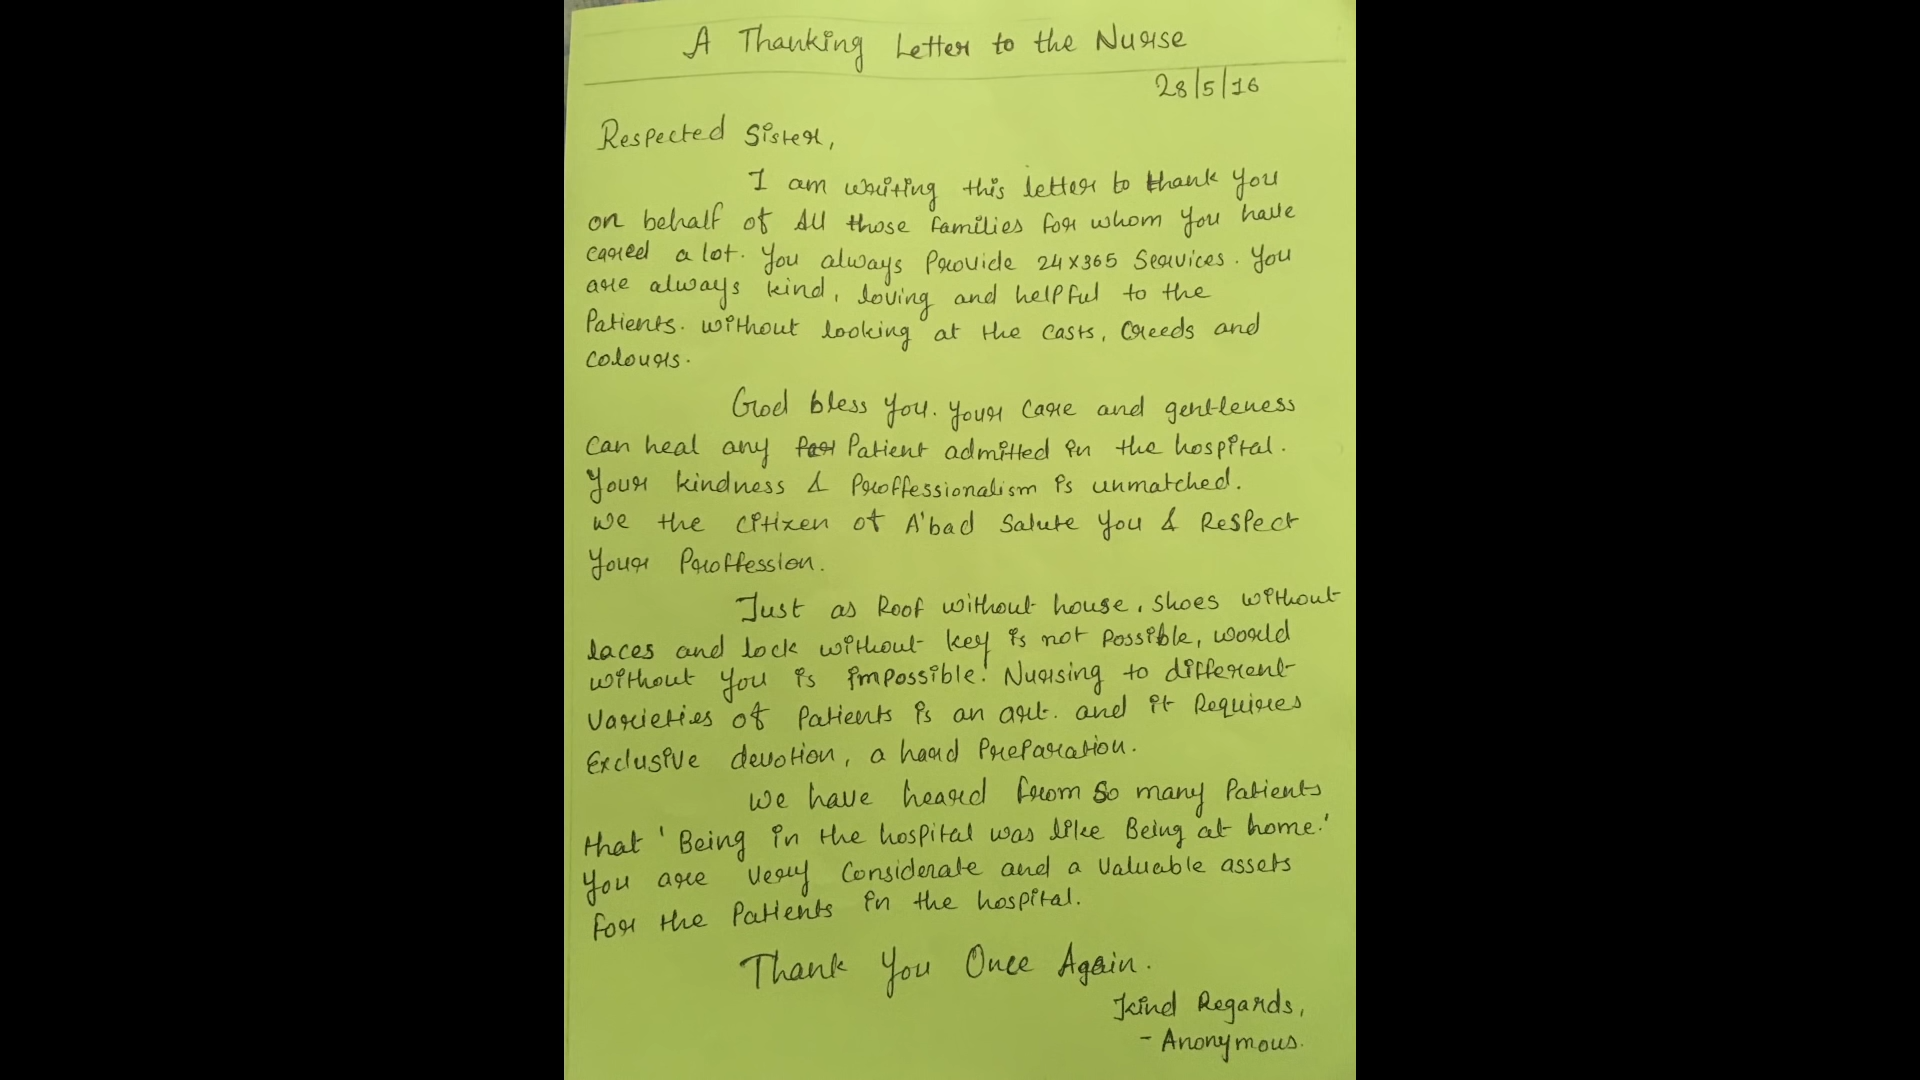 A Thanking Letter to the Nurse
28/5/16
Respected Sister,
I am writing this letter to thank you
on behalf of All those families for whom you have
cared a lot. You always Provide 24x365 Services. You
are always kind, loving and helpful to the
Patients. without looking at the casts, Creeds and
colours.
God bless you. your care and gentleness
can heal any Patient admitted in the hospital.
Your kindness & Proffessionalism is unmatched.
We the citizen of A'bad Salute You & Respect
Your Proffession.
Just as Roof without house, shoes without
laces and lock without key is not possible, world
without you is impossible! Nursing to different
varieties of Patients is an art. and it Requires
Exclusive devotion, a hard Preparation.
We have heard from So many Patients
that 'Being in the hospital was like Being at home.'
You are very Considerate and a valuable assets
for the Patients in the hospital.
Thank You Once Again.
Kind Regards,
- Anonymous.